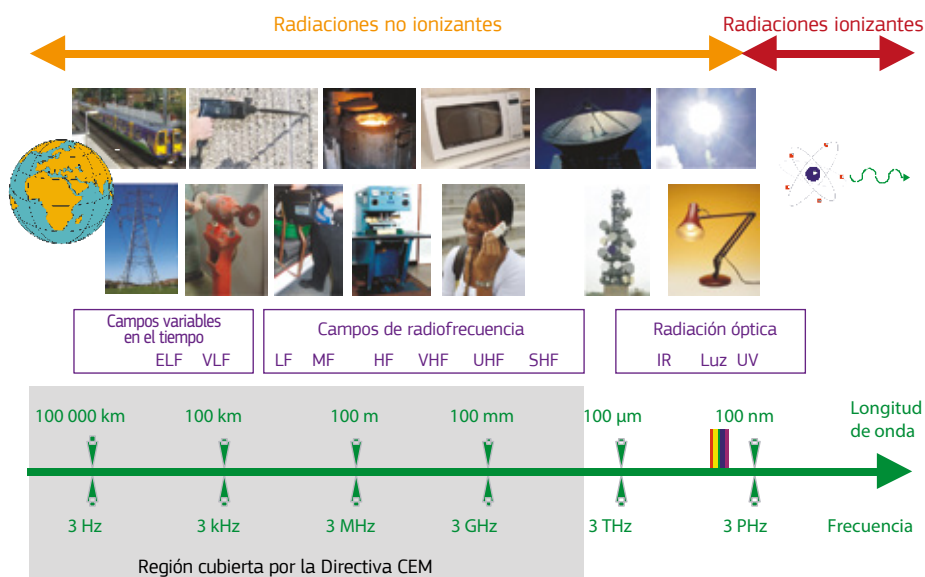 Radiaciones no ionizantes
Radiaciones ionizantes
Campos variables
en el tiempo
ELF VLF
Campos de radiofrecuencia
LF MF HF VHF UHF SHF
Radiación óptica
IR Luz UV
100 000 km 100 km 100 m 100 mm 100 μm 100 nm
Longitud
de onda
3 Hz 3 kHz 3 MHz 3 GHz 3 THz 3 PHz Frecuencia
Región cubierta por la Directiva CEM